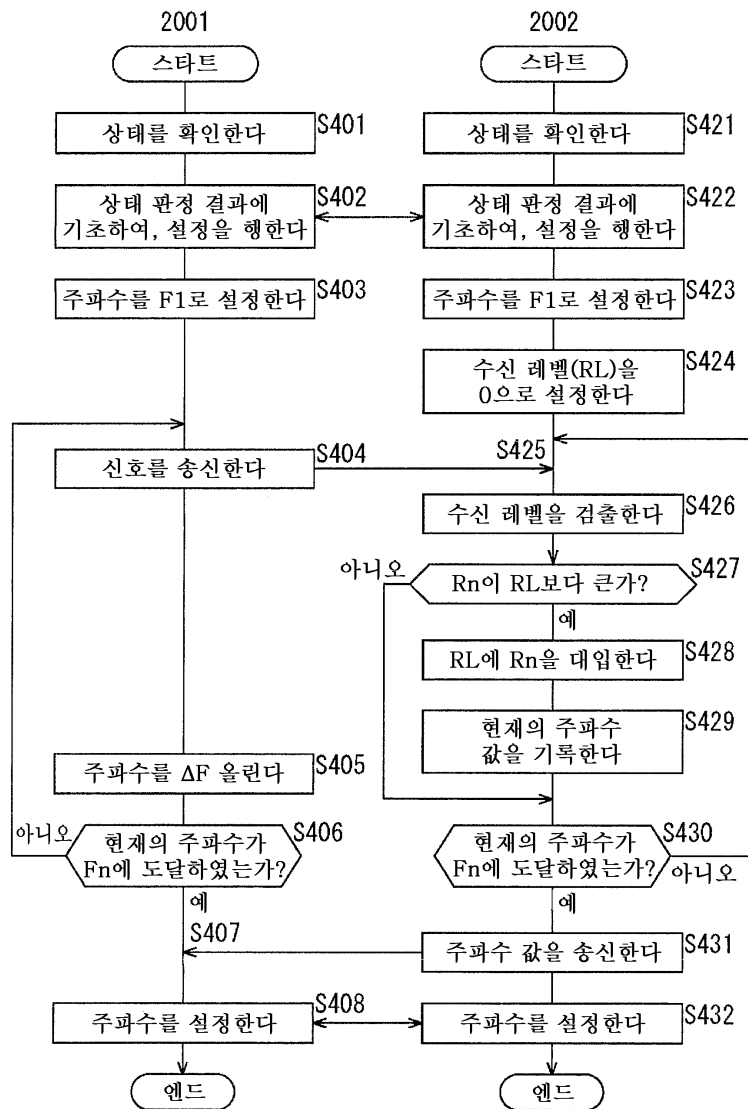 2001
스타트
상태를 확인한다
S401
상태 판정 결과에
기초하여, 설정을 행한다
S402
주파수를 F1로 설정한다
S403
신호를 송신한다
S404
주파수를 ΔF 올린다
S405
현재의 주파수가
Fn에 도달하였는가?
S406
아니오
예
S407
주파수를 설정한다
S408
엔드
2002
스타트
상태를 확인한다
S421
상태 판정 결과에
기초하여, 설정을 행한다
S422
주파수를 F1로 설정한다
S423
수신 레벨(RL)을
0으로 설정한다
S424
S425
수신 레벨을 검출한다
S426
Rn이 RL보다 큰가?
S427
아니오
예
RL에 Rn을 대입한다
S428
현재의 주파수
값을 기록한다
S429
현재의 주파수가
Fn에 도달하였는가?
S430
아니오
예
주파수 값을 송신한다
S431
주파수를 설정한다
S432
엔드